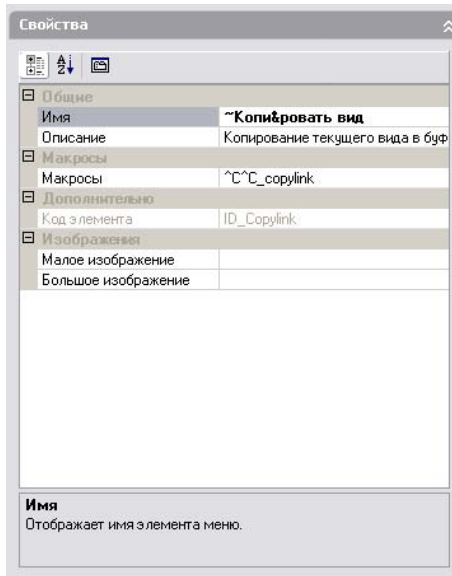 Свойства
Общие
Имя ~Копи&ровать вид
Описание Копирование текущего вида в буф
Макросы
Макросы ^C^C_copylink
Дополнительно
Код элемента ID_Copylink
Изображения
Малое изображение
Большое изображение
Имя
Отображает имя элемента меню.